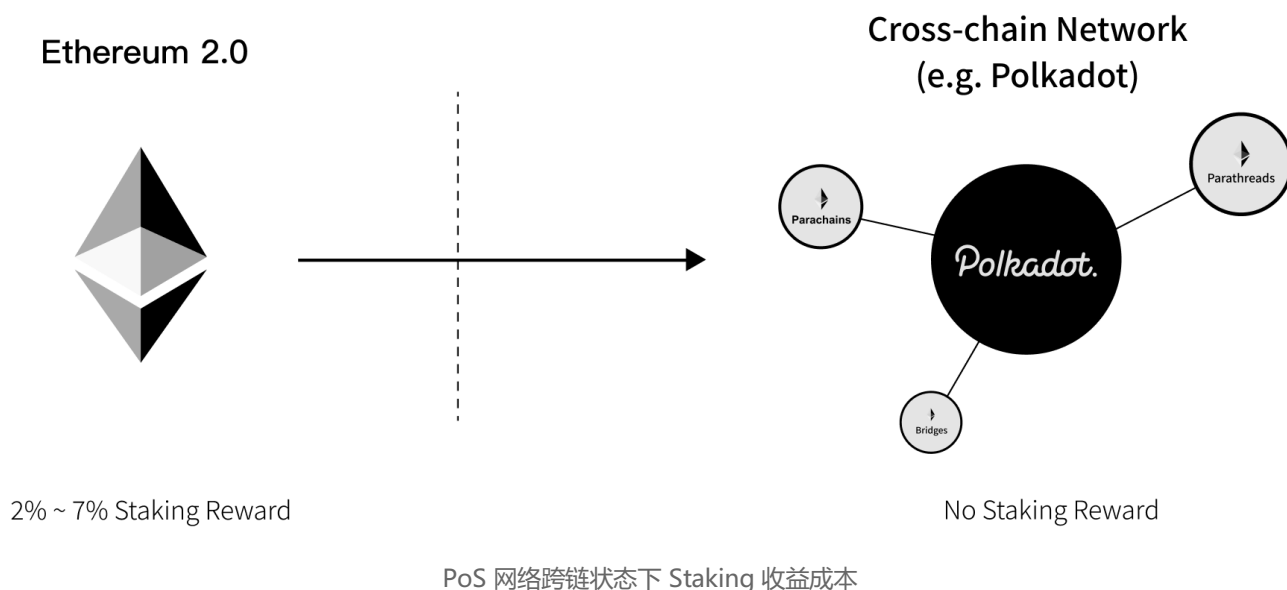 Ethereum 2.0
Cross-chain Network
(e.g. Polkadot)
Parachains
Parathreads
Polkadot.
Bridges
2% ~ 7% Staking Reward
No Staking Reward
PoS 网络跨链状态下 Staking 收益成本